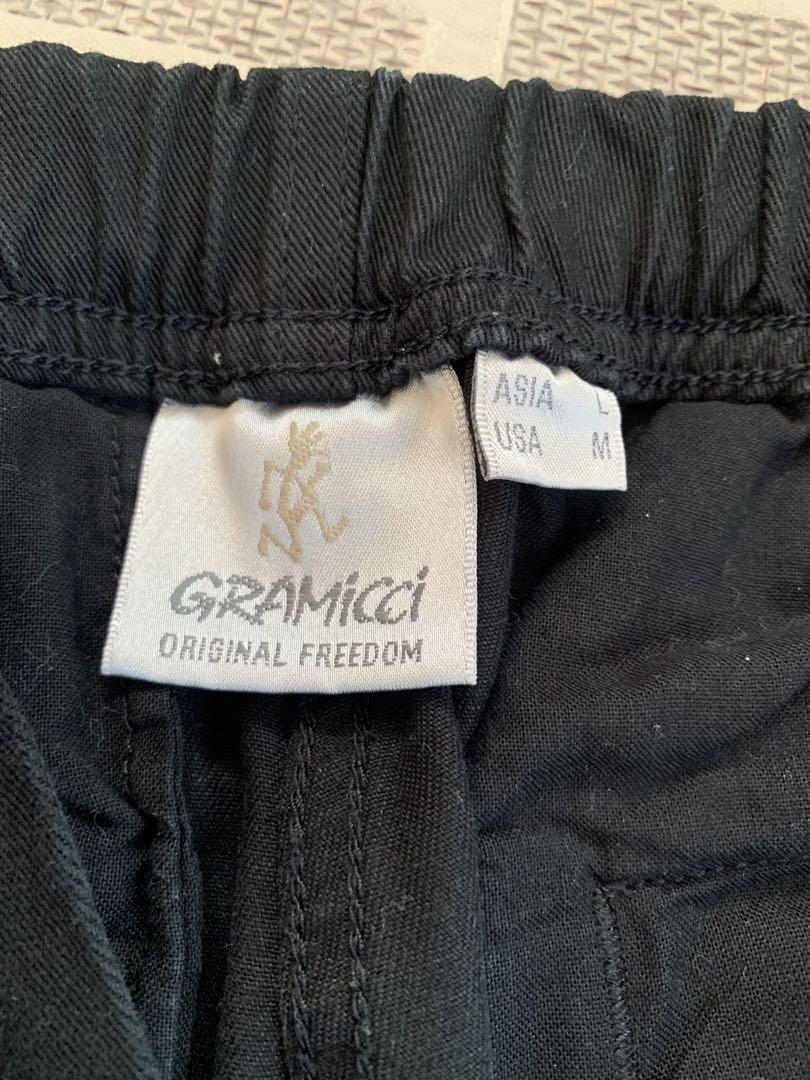 GRAMiCCi
ORIGINAL FREEDOM
ASIA L
USA M